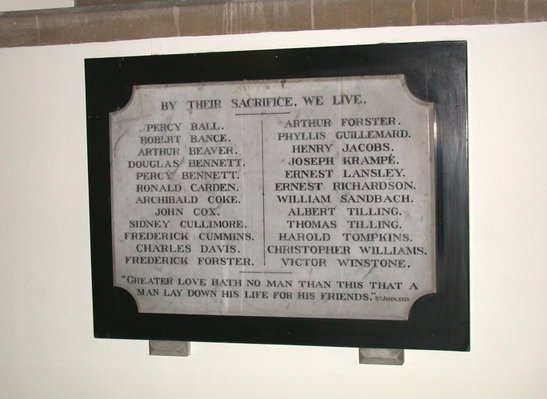 BY THEIR SACRIFICE, WE LIVE.
PERCY BALL.
ROBERT BANCE.
ARTHUR BEAVER.
DOUGLAS BENNETT.
PERCY BENNETT.
RONALD CARDEN.
ARCHIBALD COKE.
JOHN COX.
SIDNEY CULLIMORE.
FREDERICK CUMMINS.
CHARLES DAVIS.
FREDERICK FORSTER.
ARTHUR FORSTER.
PHYLLIS GUILLEMARD.
HENRY JACOBS.
JOSEPH KRAMPÉ.
ERNEST LANSLEY.
ERNEST RICHARDSON.
WILLIAM SANDBACH.
ALBERT TILLING.
THOMAS TILLING.
HAROLD TOMPKINS.
CHRISTOPHER WILLIAMS.
VICTOR WINSTONE.
"GREATER LOVE HATH NO MAN THAN THIS THAT A
MAN LAY DOWN HIS LIFE FOR HIS FRIENDS." ST JOHN.